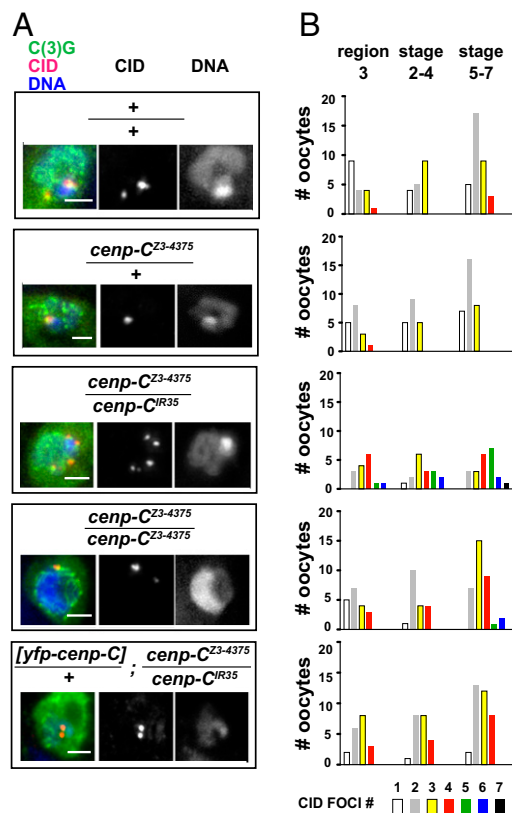 A
C(3)G
CID
DNA
CID DNA
+
+
cenp-C^Z3-4375
+
cenp-C^Z3-4375
cenp-C^IR35
cenp-C^Z3-4375
cenp-C^Z3-4375
[yfp-cenp-C] ; cenp-C^Z3-4375
+ cenp-C^IR35
B
region stage stage
3 2-4 5-7
# oocytes
20
15
10
5
0
# oocytes
20
15
10
5
0
# oocytes
20
15
10
5
0
# oocytes
20
15
10
5
0
# oocytes
20
15
10
5
0
1 2 3 4 5 6 7
CID FOCI #